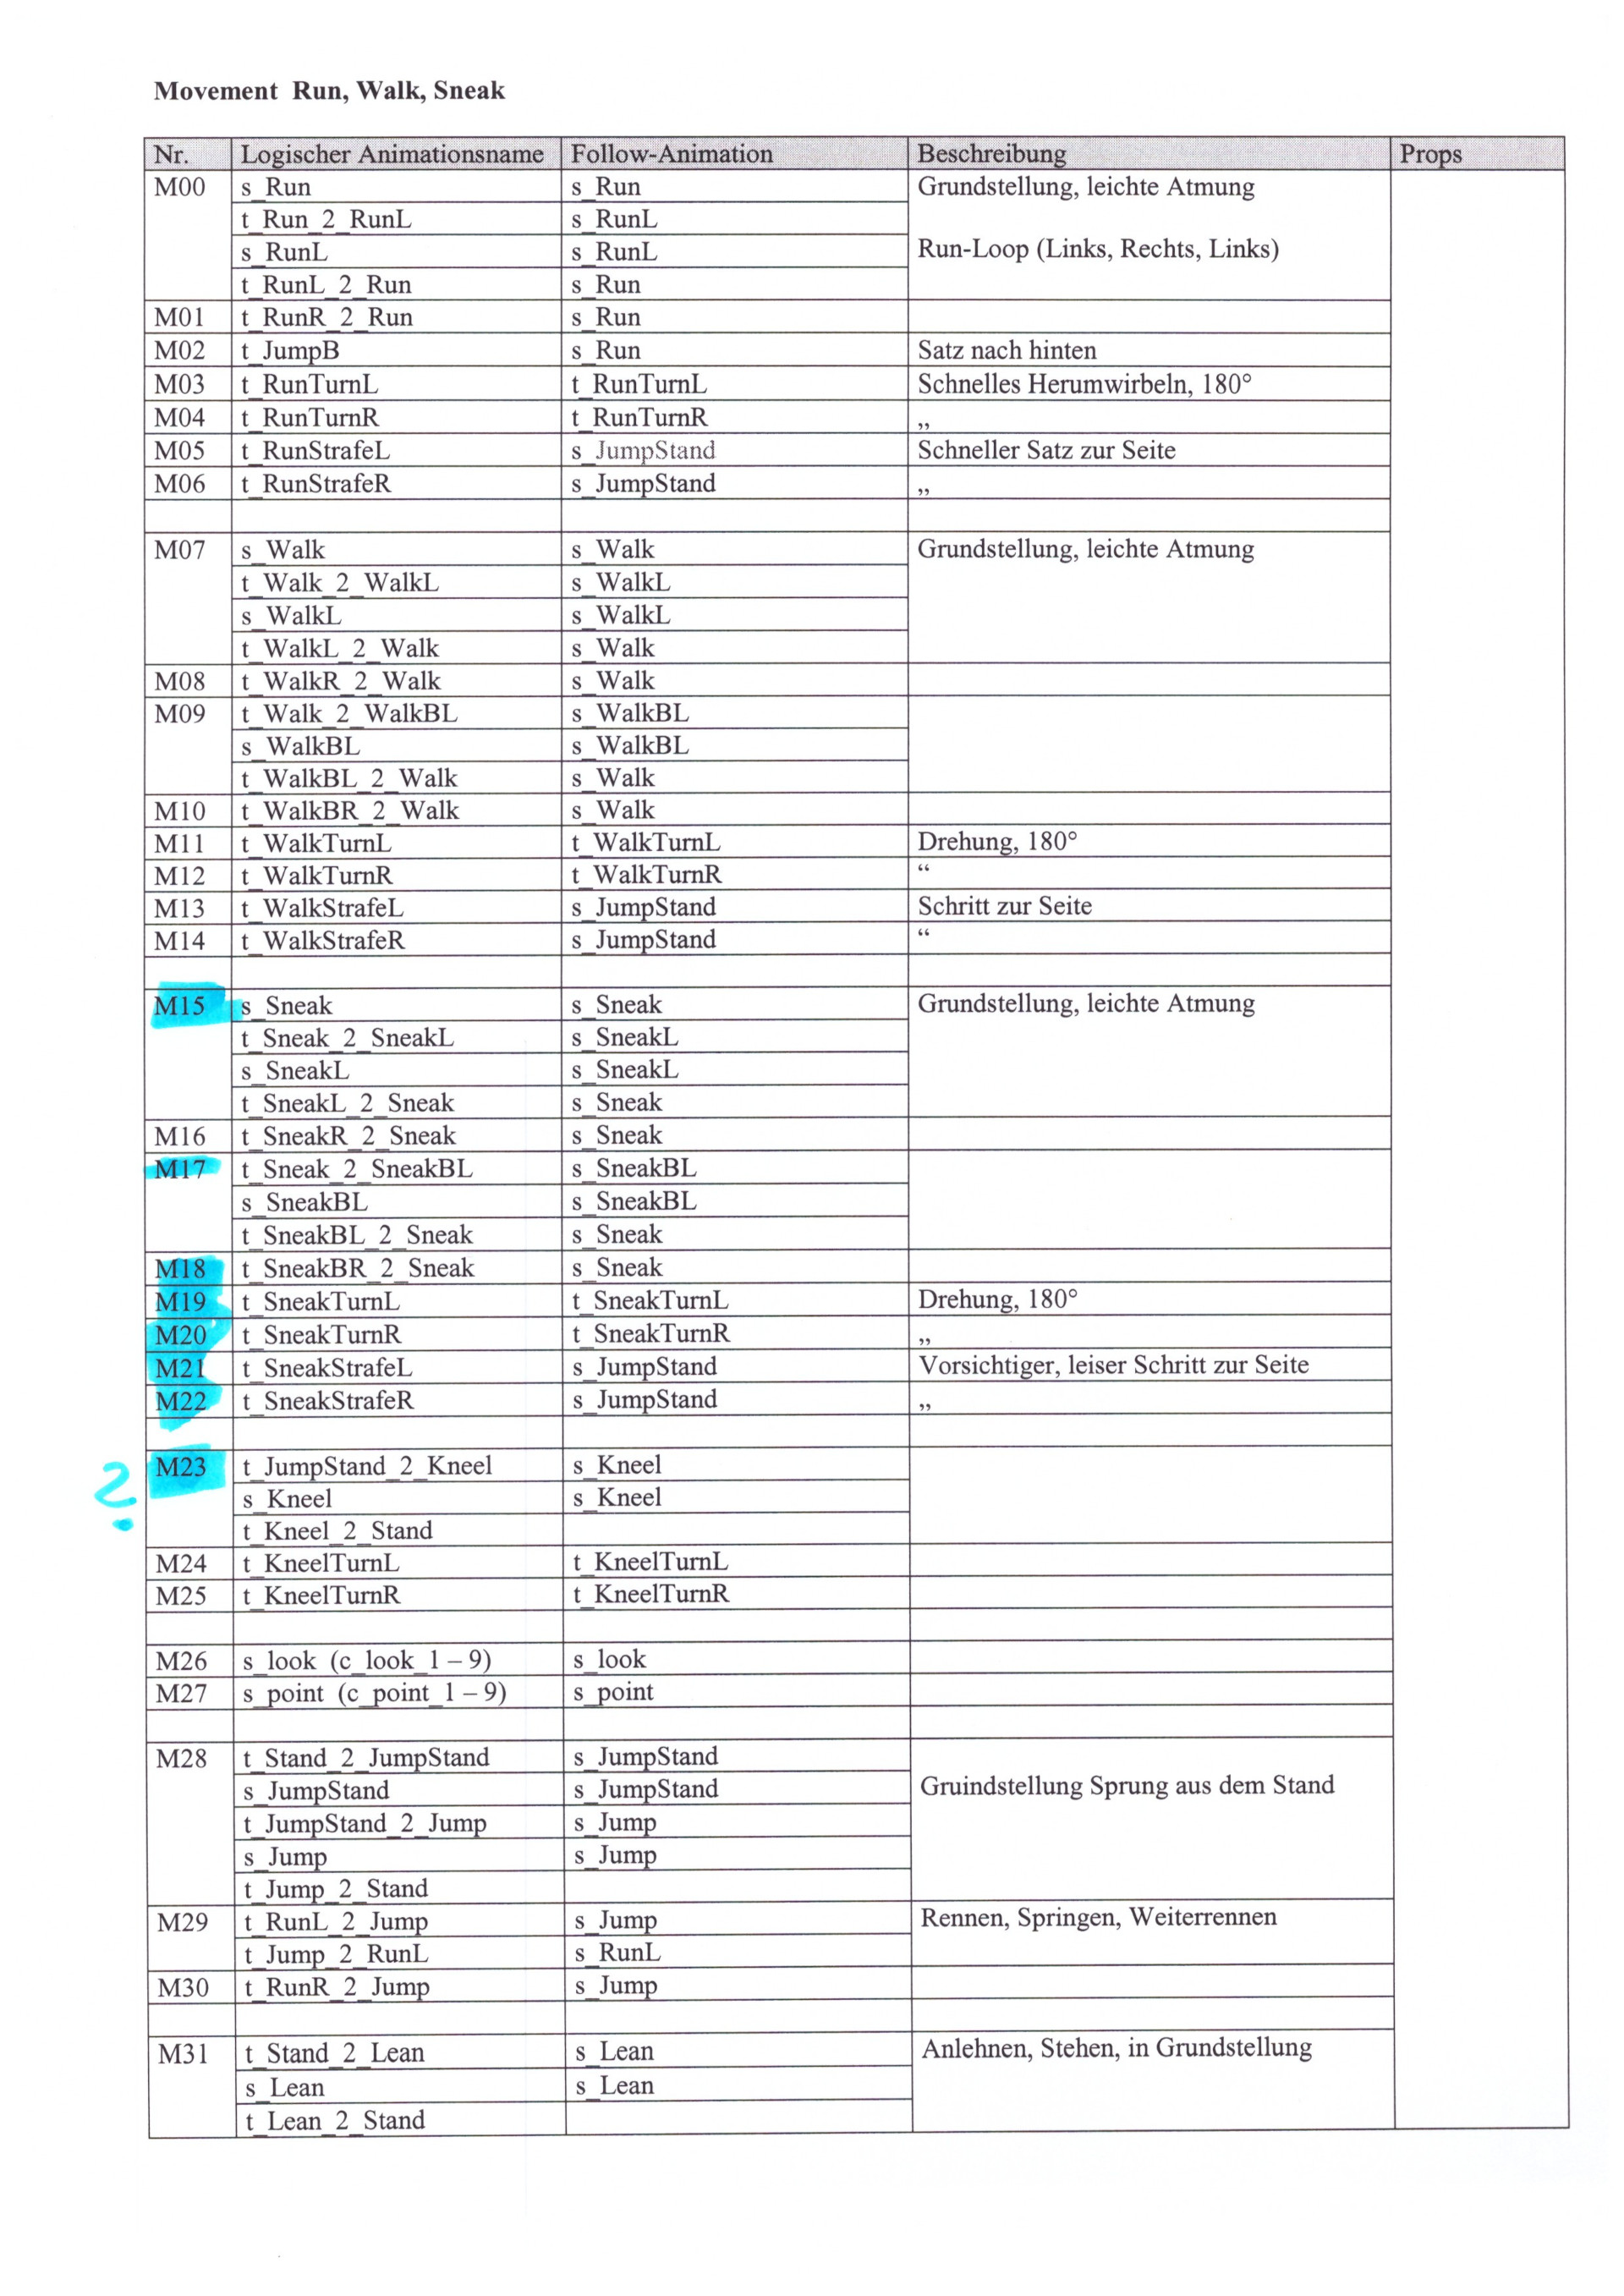 Movement Run, Walk, Sneak
Nr. Logischer Animationsname Follow-Animation Beschreibung Props
M00 s_Run s_Run Grundstellung, leichte Atmung
t_Run_2_RunL s_RunL
s_RunL s_RunL Run-Loop (Links, Rechts, Links)
t_RunL_2_Run s_Run
M01 t_RunR_2_Run s_Run
M02 t_JumpB s_Run Satz nach hinten
M03 t_RunTurnL t_RunTurnL Schnelles Herumwirbeln, 180°
M04 t_RunTurnR t_RunTurnR „
M05 t_RunStrafeL s_JumpStand Schneller Satz zur Seite
M06 t_RunStrafeR s_JumpStand „
M07 s_Walk s_Walk Grundstellung, leichte Atmung
t_Walk_2_WalkL s_WalkL
s_WalkL s_WalkL
t_WalkL_2_Walk s_Walk
M08 t_WalkR_2_Walk s_Walk
M09 t_Walk_2_WalkBL s_WalkBL
s_WalkBL s_WalkBL
t_WalkBL_2_Walk s_Walk
M10 t_WalkBR_2_Walk s_Walk
M11 t_WalkTurnL t_WalkTurnL Drehung, 180°
M12 t_WalkTurnR t_WalkTurnR “
M13 t_WalkStrafeL s_JumpStand Schritt zur Seite
M14 t_WalkStrafeR s_JumpStand “
M15 s_Sneak s_Sneak Grundstellung, leichte Atmung
t_Sneak_2_SneakL s_SneakL
s_SneakL s_SneakL
t_SneakL_2_Sneak s_Sneak
M16 t_SneakR_2_Sneak s_Sneak
M17 t_Sneak_2_SneakBL s_SneakBL
s_SneakBL s_SneakBL
t_SneakBL_2_Sneak s_Sneak
M18 t_SneakBR_2_Sneak s_Sneak
M19 t_SneakTurnL t_SneakTurnL Drehung, 180°
M20 t_SneakTurnR t_SneakTurnR „
M21 t_SneakStrafeL s_JumpStand Vorsichtiger, leiser Schritt zur Seite
M22 t_SneakStrafeR s_JumpStand „
? M23 t_JumpStand_2_Kneel s_Kneel
s_Kneel s_Kneel
t_Kneel_2_Stand
M24 t_KneelTurnL t_KneelTurnL
M25 t_KneelTurnR t_KneelTurnR
M26 s_look (c_look_1 – 9) s_look
M27 s_point (c_point_1 – 9) s_point
M28 t_Stand_2_JumpStand s_JumpStand
s_JumpStand s_JumpStand Gruindstellung Sprung aus dem Stand
t_JumpStand_2_Jump s_Jump
s_Jump s_Jump
t_Jump_2_Stand
M29 t_RunL_2_Jump s_Jump Rennen, Springen, Weiterrennen
t_Jump_2_RunL s_RunL
M30 t_RunR_2_Jump s_Jump
M31 t_Stand_2_Lean s_Lean Anlehnen, Stehen, in Grundstellung
s_Lean s_Lean
t_Lean_2_Stand